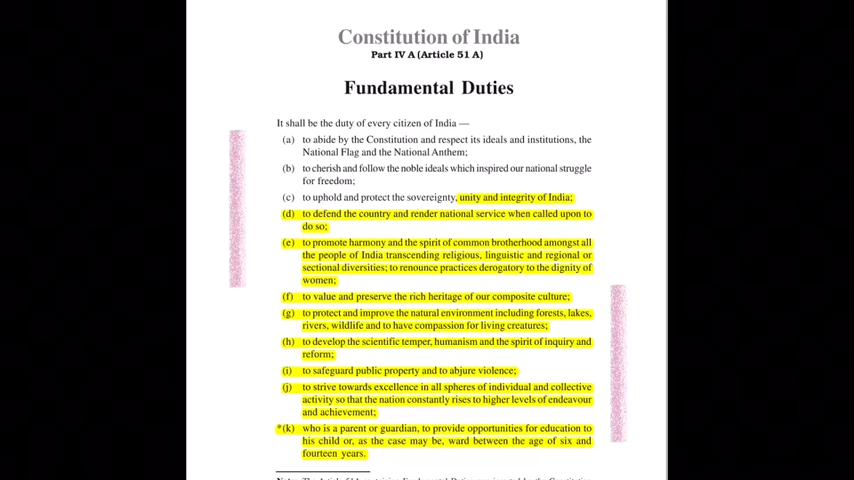 Constitution of India
Part IV A (Article 51 A)
Fundamental Duties
It shall be the duty of every citizen of India —
(a) to abide by the Constitution and respect its ideals and institutions, the
National Flag and the National Anthem;
(b) to cherish and follow the noble ideals which inspired our national struggle
for freedom;
(c) to uphold and protect the sovereignty, unity and integrity of India;
(d) to defend the country and render national service when called upon to
do so;
(e) to promote harmony and the spirit of common brotherhood amongst all
the people of India transcending religious, linguistic and regional or
sectional diversities; to renounce practices derogatory to the dignity of
women;
(f) to value and preserve the rich heritage of our composite culture;
(g) to protect and improve the natural environment including forests, lakes,
rivers, wildlife and to have compassion for living creatures;
(h) to develop the scientific temper, humanism and the spirit of inquiry and
reform;
(i) to safeguard public property and to abjure violence;
(j) to strive towards excellence in all spheres of individual and collective
activity so that the nation constantly rises to higher levels of endeavour
and achievement;
*(k) who is a parent or guardian, to provide opportunities for education to
his child or, as the case may be, ward between the age of six and
fourteen years.